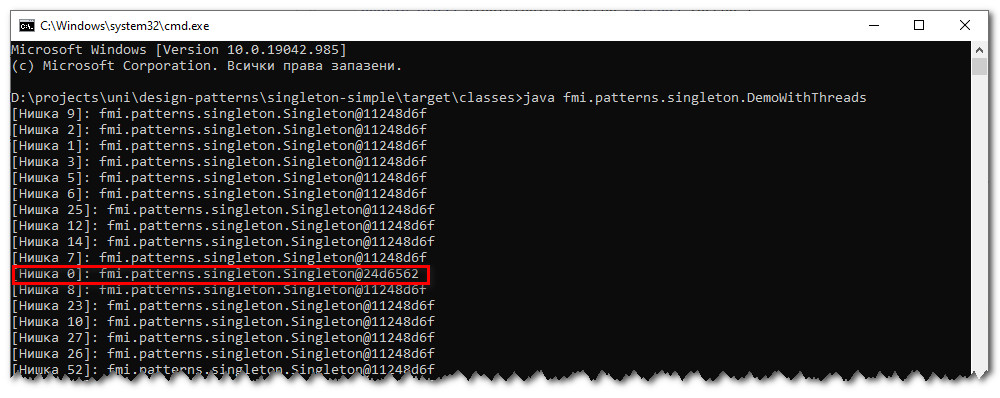 C:\Windows\system32\cmd.exe
Microsoft Windows [Version 10.0.19042.985]
(c) Microsoft Corporation. Всички права запазени.
D:\projects\uni\design-patterns\singleton-simple\target\classes>java fmi.patterns.singleton.DemoWithThreads
[Нишка 9]: fmi.patterns.singleton.Singleton@11248d6f
[Нишка 2]: fmi.patterns.singleton.Singleton@11248d6f
[Нишка 1]: fmi.patterns.singleton.Singleton@11248d6f
[Нишка 3]: fmi.patterns.singleton.Singleton@11248d6f
[Нишка 5]: fmi.patterns.singleton.Singleton@11248d6f
[Нишка 6]: fmi.patterns.singleton.Singleton@11248d6f
[Нишка 25]: fmi.patterns.singleton.Singleton@11248d6f
[Нишка 12]: fmi.patterns.singleton.Singleton@11248d6f
[Нишка 14]: fmi.patterns.singleton.Singleton@11248d6f
[Нишка 7]: fmi.patterns.singleton.Singleton@11248d6f
[Нишка 0]: fmi.patterns.singleton.Singleton@24d6562
[Нишка 8]: fmi.patterns.singleton.Singleton@11248d6f
[Нишка 23]: fmi.patterns.singleton.Singleton@11248d6f
[Нишка 10]: fmi.patterns.singleton.Singleton@11248d6f
[Нишка 27]: fmi.patterns.singleton.Singleton@11248d6f
[Нишка 26]: fmi.patterns.singleton.Singleton@11248d6f
[Нишка 52]: fmi.patterns.singleton.Singleton@11248d6f